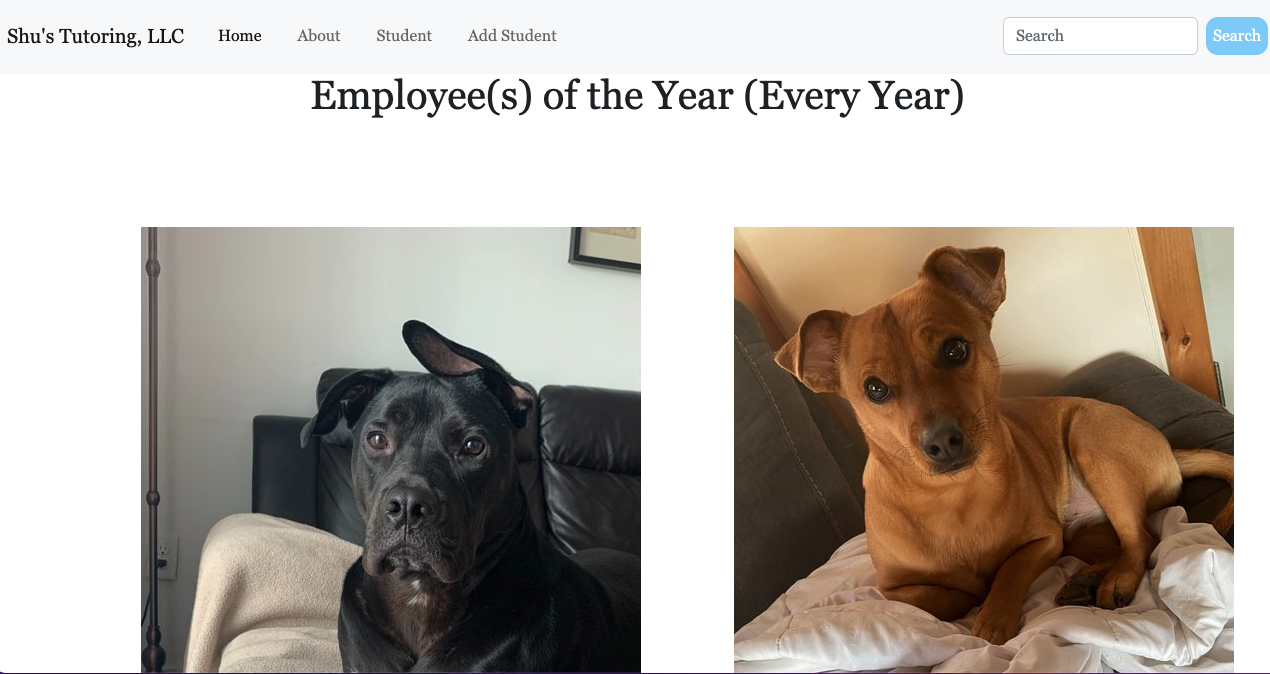 Shu's Tutoring, LLC Home About Student Add Student Search Search
Employee(s) of the Year (Every Year)